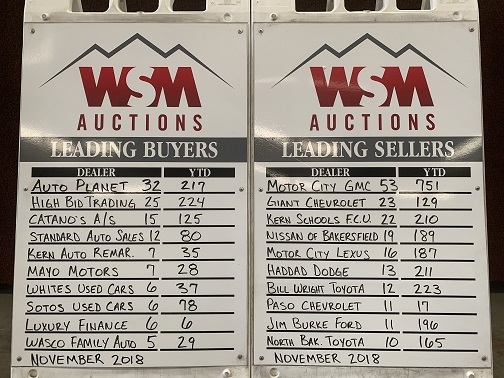 WSM
AUCTIONS
LEADING BUYERS
DEALER YTD
AUTO PLANET 32 217
HIGH BID TRADING 25 224
CATANO'S A/S 15 125
STANDARD AUTO SALES 12 80
KERN AUTO REMAR. 7 35
MAYO MOTORS 7 28
WHITES USED CARS 6 37
SOTOS USED CARS 6 78
LUXURY FINANCE 6 6
WASCO FAMILY AUTO 5 29
NOVEMBER 2018
WSM
AUCTIONS
LEADING SELLERS
DEALER YTD
MOTOR CITY GMC 53 751
GIANT CHEVROLET 23 129
KERN SCHOOLS F.C.U. 22 210
NISSAN OF BAKERSFIELD 19 189
MOTOR CITY LEXUS 16 187
HADDAD DODGE 13 211
BILL WRIGHT TOYOTA 12 223
PASO CHEVROLET 11 17
JIM BURKE FORD 11 196
NORTH BAK. TOYOTA 10 165
NOVEMBER 2018